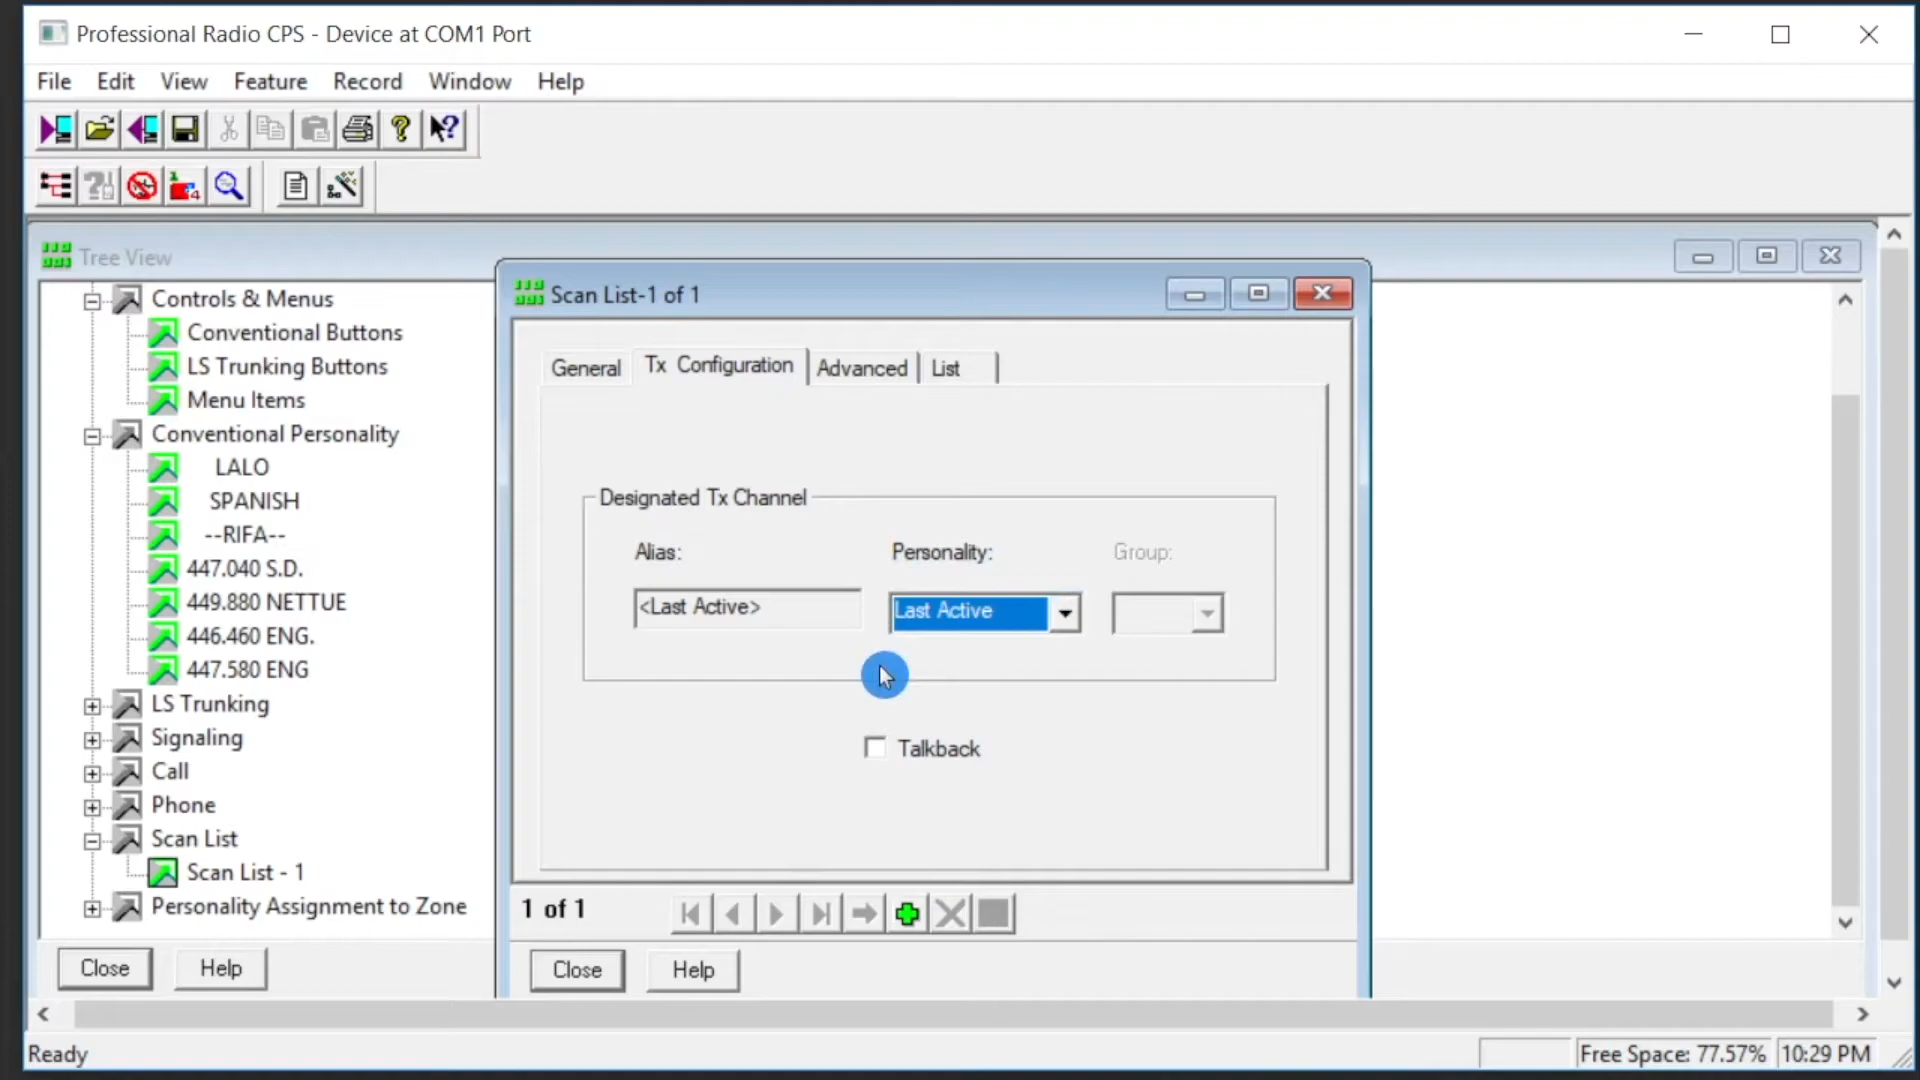 Professional Radio CPS - Device at COM1 Port
File Edit View Feature Record Window Help
Tree View
Controls & Menus
Conventional Buttons
LS Trunking Buttons
Menu Items
Conventional Personality
LALO
SPANISH
--RIFA--
447.040 S.D.
449.880 NETTUE
446.460 ENG.
447.580 ENG
LS Trunking
Signaling
Call
Phone
Scan List
Scan List - 1
Personality Assignment to Zone
Close Help
Scan List-1 of 1
General Tx Configuration Advanced List
Designated Tx Channel
Alias: Personality: Group:
<Last Active> Last Active
Talkback
1 of 1
Close Help
Ready Free Space: 77.57% 10:29 PM